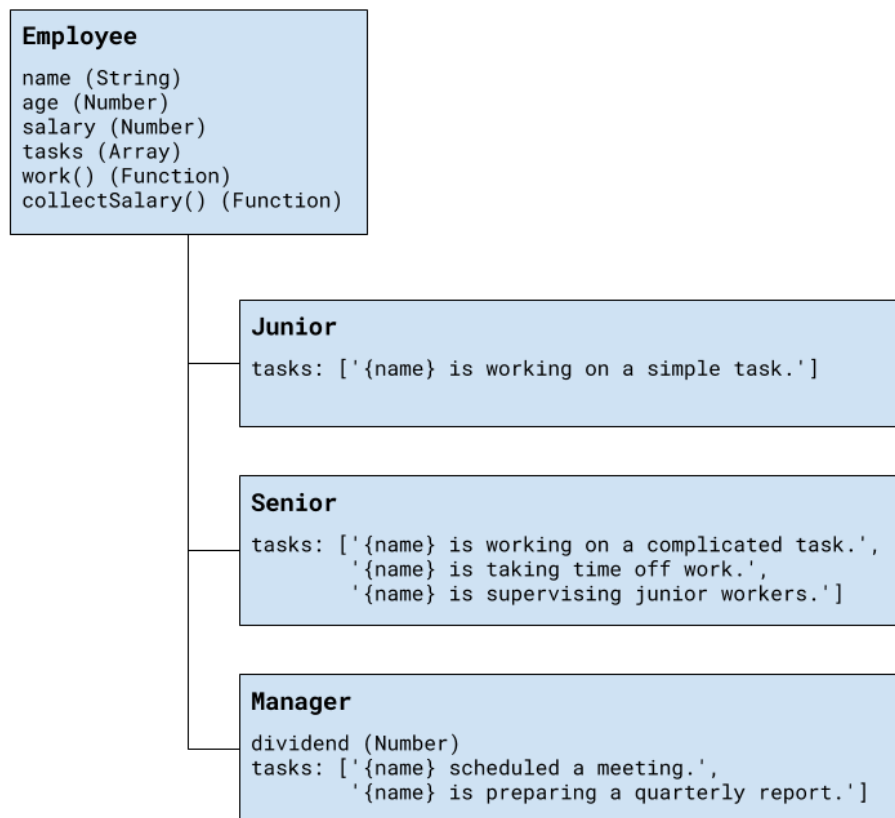 Employee
name (String)
age (Number)
salary (Number)
tasks (Array)
work() (Function)
collectSalary() (Function)
Junior
tasks: ['{name} is working on a simple task.']
Senior
tasks: ['{name} is working on a complicated task.',
'{name} is taking time off work.',
'{name} is supervising junior workers.']
Manager
dividend (Number)
tasks: ['{name} scheduled a meeting.',
'{name} is preparing a quarterly report.']